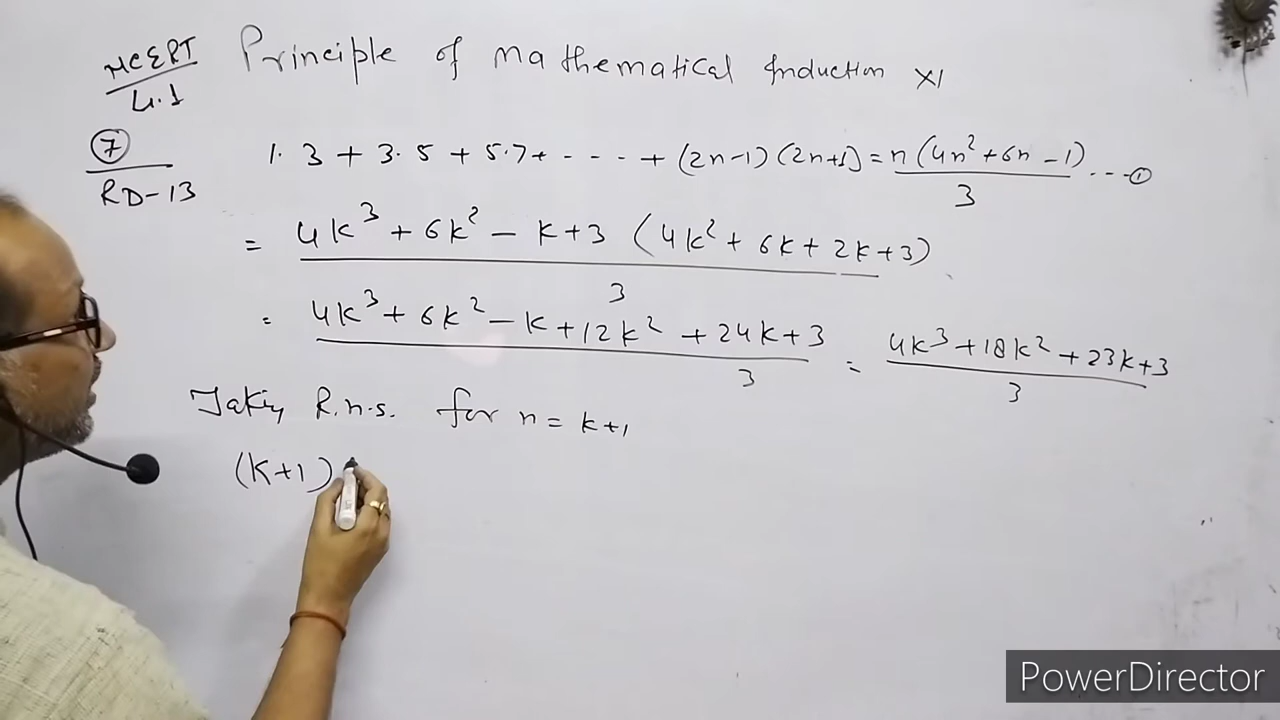 NCERT Principle of Mathematical Induction XI
4.1
⑦ 1. 3 + 3. 5 + 5.7 + - - - - + (2n-1) (2n+1) = n(4n² + 6n - 1)/3 - - - ①
RD-13
= 4k³ + 6k² - k + 3 (4k² + 6k + 2k + 3)/3
= 4k³ + 6k² - k + 12k² + 24k + 3/3 = 4k³ + 18k² + 23k + 3/3
Taking R.h.s. for n = k+1
(k+1)
PowerDirector